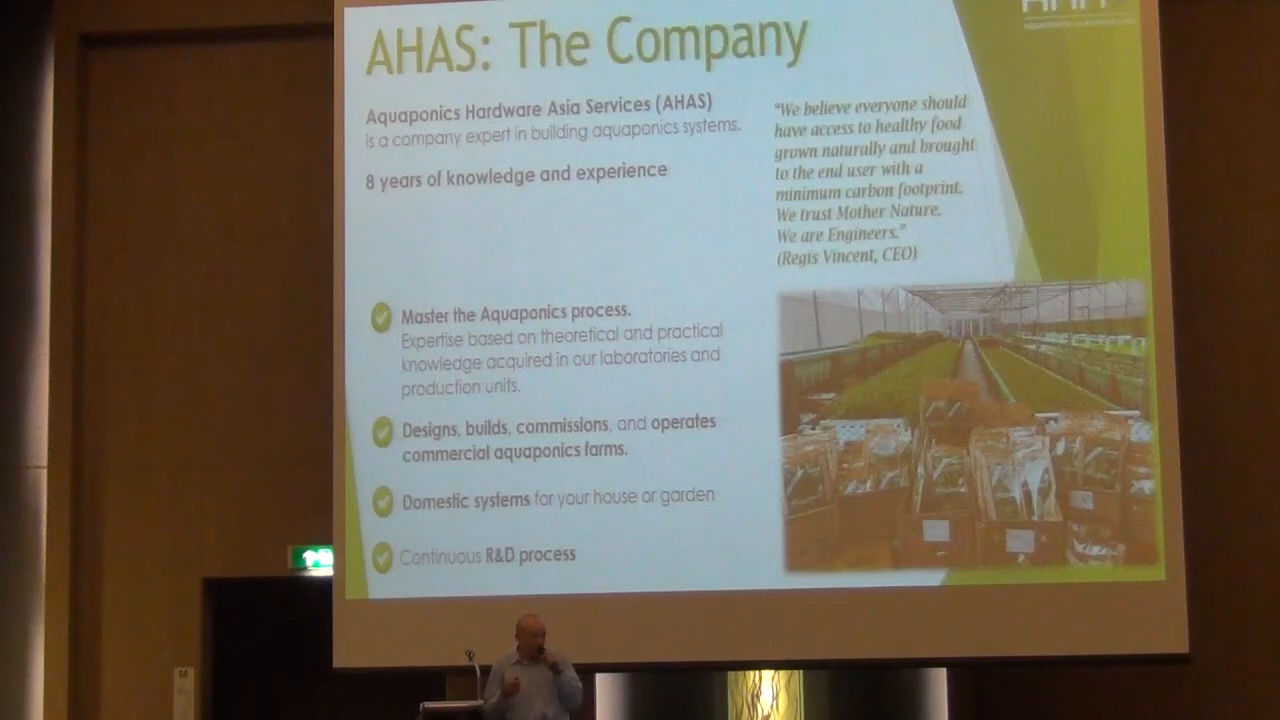 AHAS: The Company
Aquaponics Hardware Asia Services (AHAS)
is a company expert in building aquaponics systems.
8 years of knowledge and experience
Master the Aquaponics process.
Expertise based on theoretical and practical
knowledge acquired in our laboratories and
production units.
Designs, builds, commissions, and operates
commercial aquaponics farms.
Domestic systems for your house or garden
Continuous R&D process
“We believe everyone should
have access to healthy food
grown naturally and brought
to the end user with a
minimum carbon footprint.
We trust Mother Nature.
We are Engineers.”
(Regis Vincent, CEO)
M